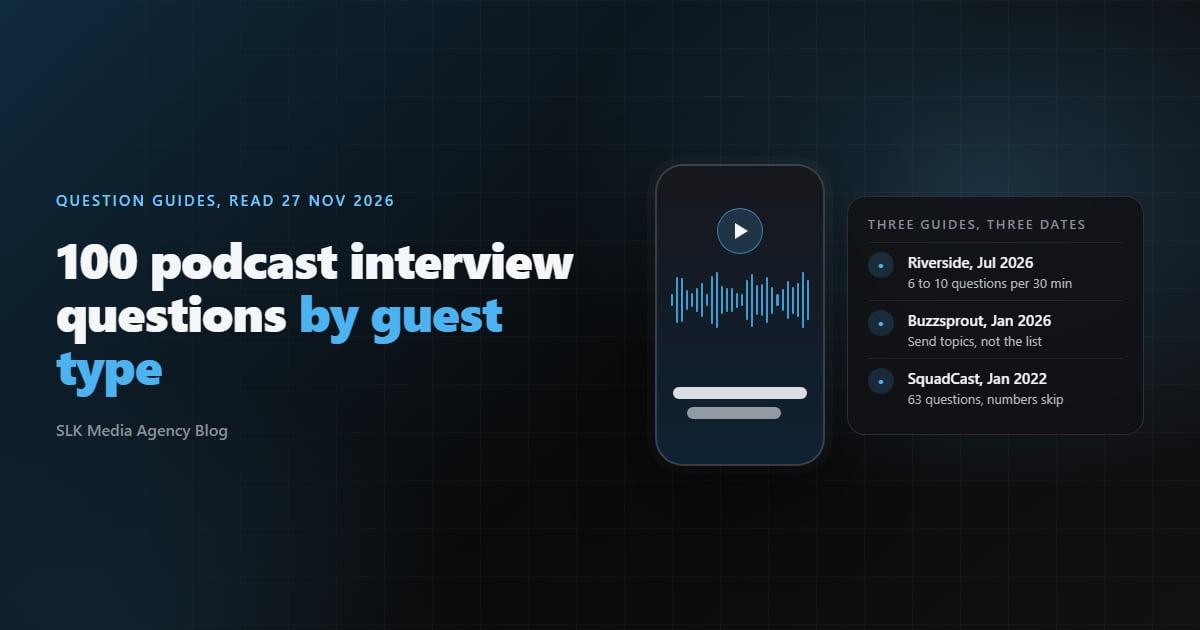 QUESTION GUIDES, READ 27 NOV 2026
100 podcast interview
questions by guest
type
SLK Media Agency Blog
THREE GUIDES, THREE DATES
Riverside, Jul 2026
6 to 10 questions per 30 min
Buzzsprout, Jan 2026
Send topics, not the list
SquadCast, Jan 2022
63 questions, numbers skip